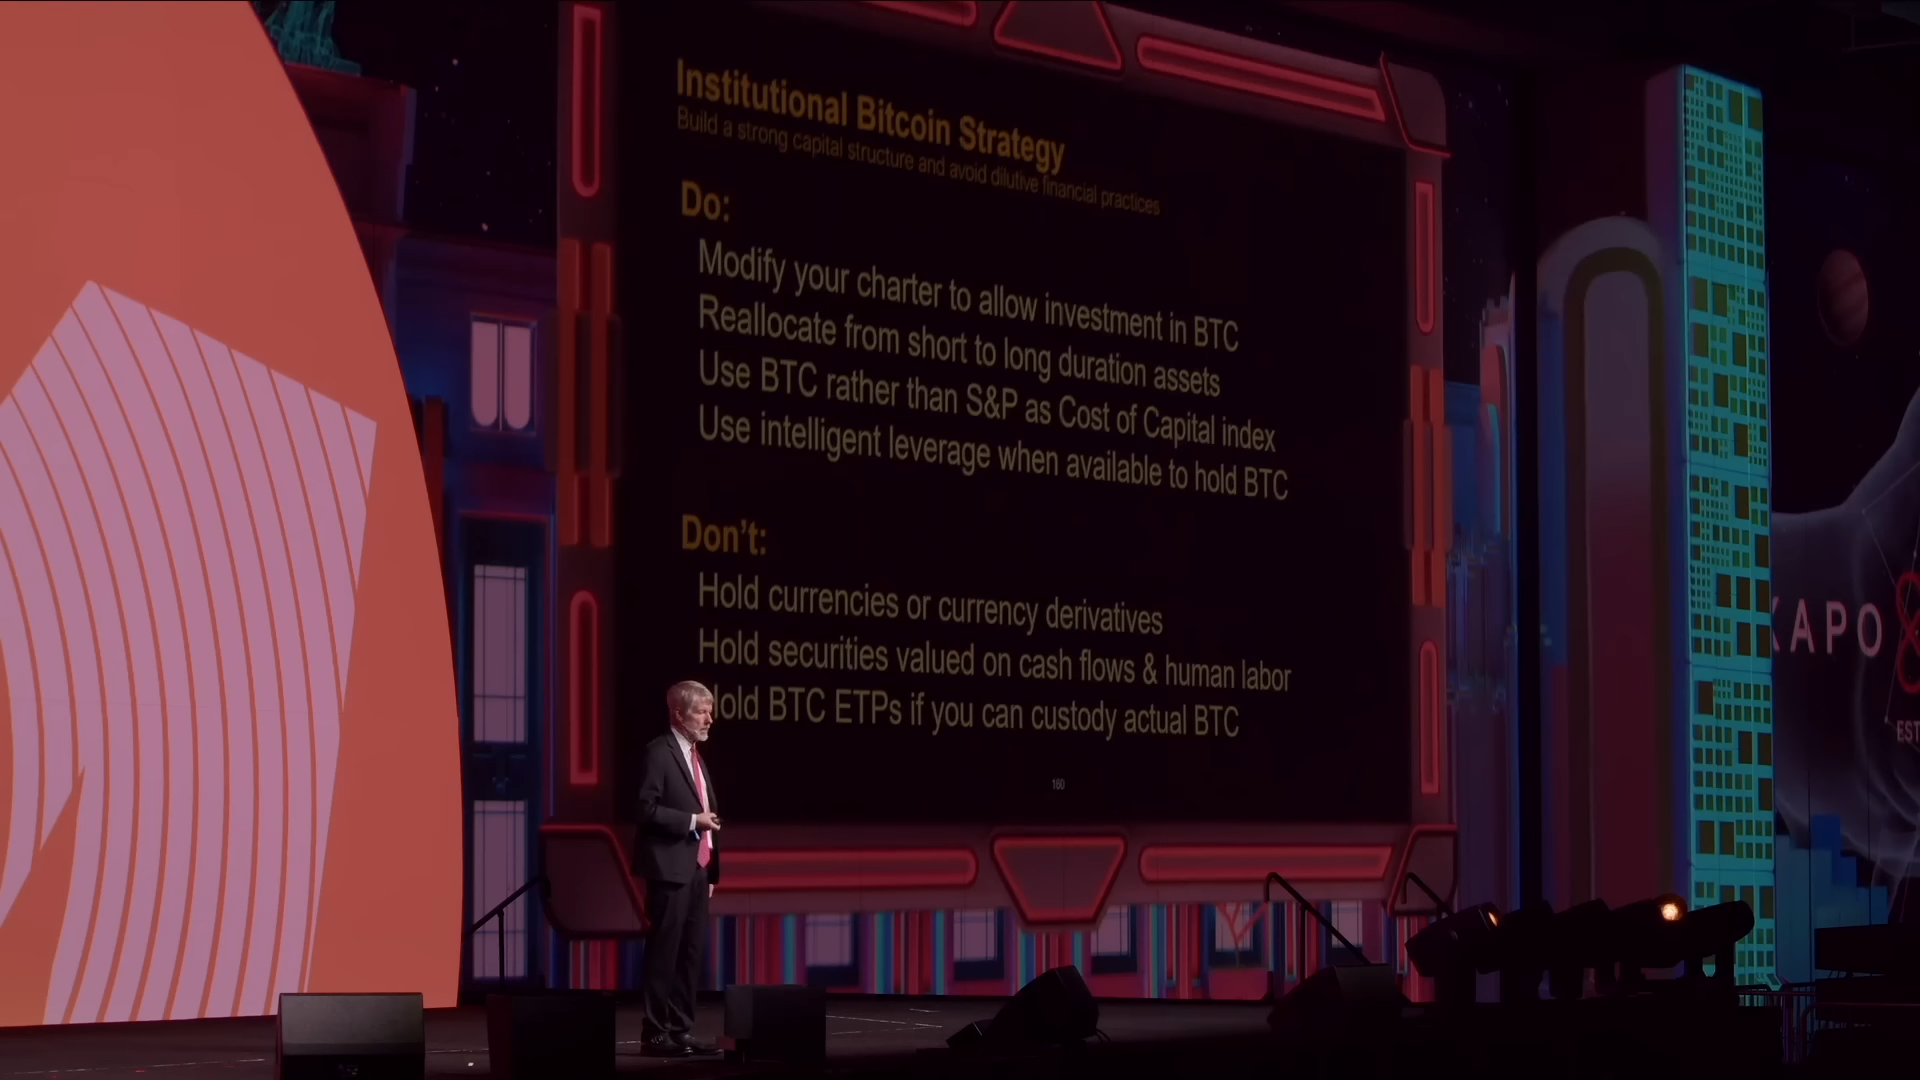 Institutional Bitcoin Strategy
Build a strong capital structure and avoid dilutive financial practices
Do:
Modify your charter to allow investment in BTC
Reallocate from short to long duration assets
Use BTC rather than S&P as Cost of Capital index
Use intelligent leverage when available to hold BTC
Don't:
Hold currencies or currency derivatives
Hold securities valued on cash flows & human labor
Hold BTC ETPs if you can custody actual BTC
160
XAPO
EST